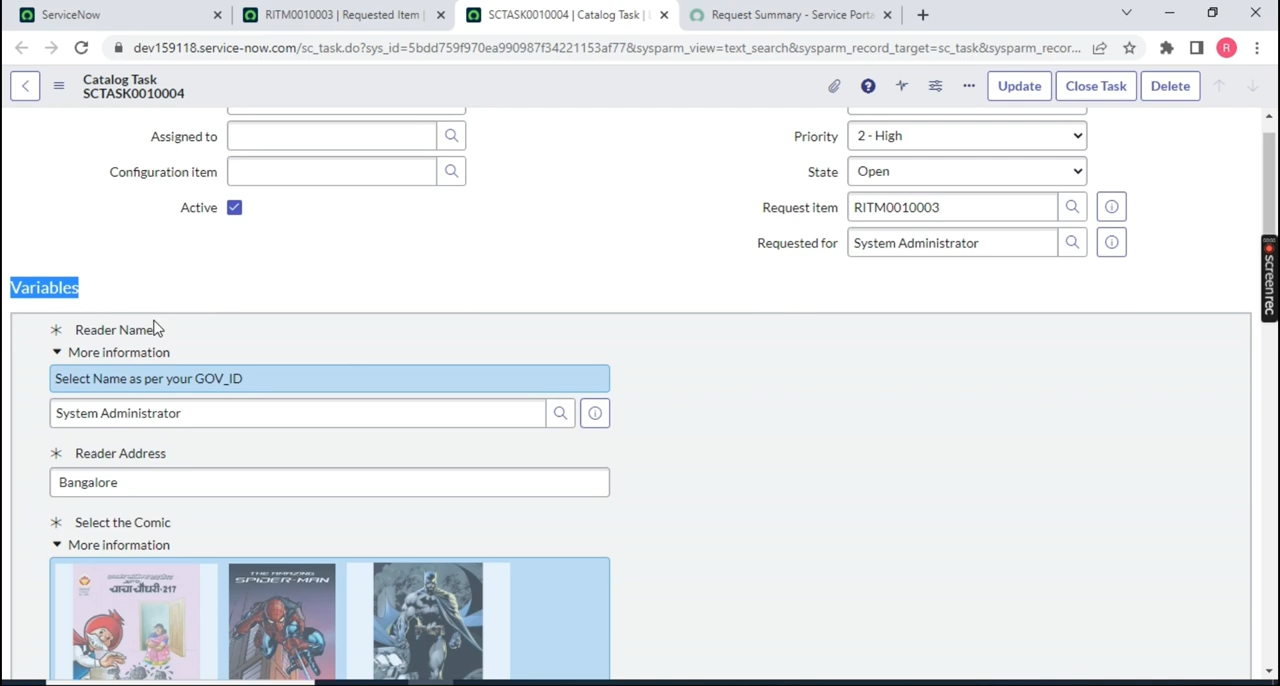 ServiceNow
RITM0010003 | Requested Item |
SCTASK0010004 | Catalog Task |
Request Summary - Service Porta
dev159118.service-now.com/sc_task.do?sys_id=5bdd759f970ea990987f34221153af77&sysparm_view=text_search&sysparm_record_target=sc_task&sysparm_recor...
R
Catalog Task
SCTASK0010004
Update
Close Task
Delete
Assigned to
Priority
2 - High
Configuration item
State
Open
Active
Request item
RITM0010003
Requested for
System Administrator
Variables
Reader Name
More information
Select Name as per your GOV_ID
System Administrator
Reader Address
Bangalore
Select the Comic
More information
चाचा चौधरी-217
THE AMAZING
SPIDER-MAN
screenrec